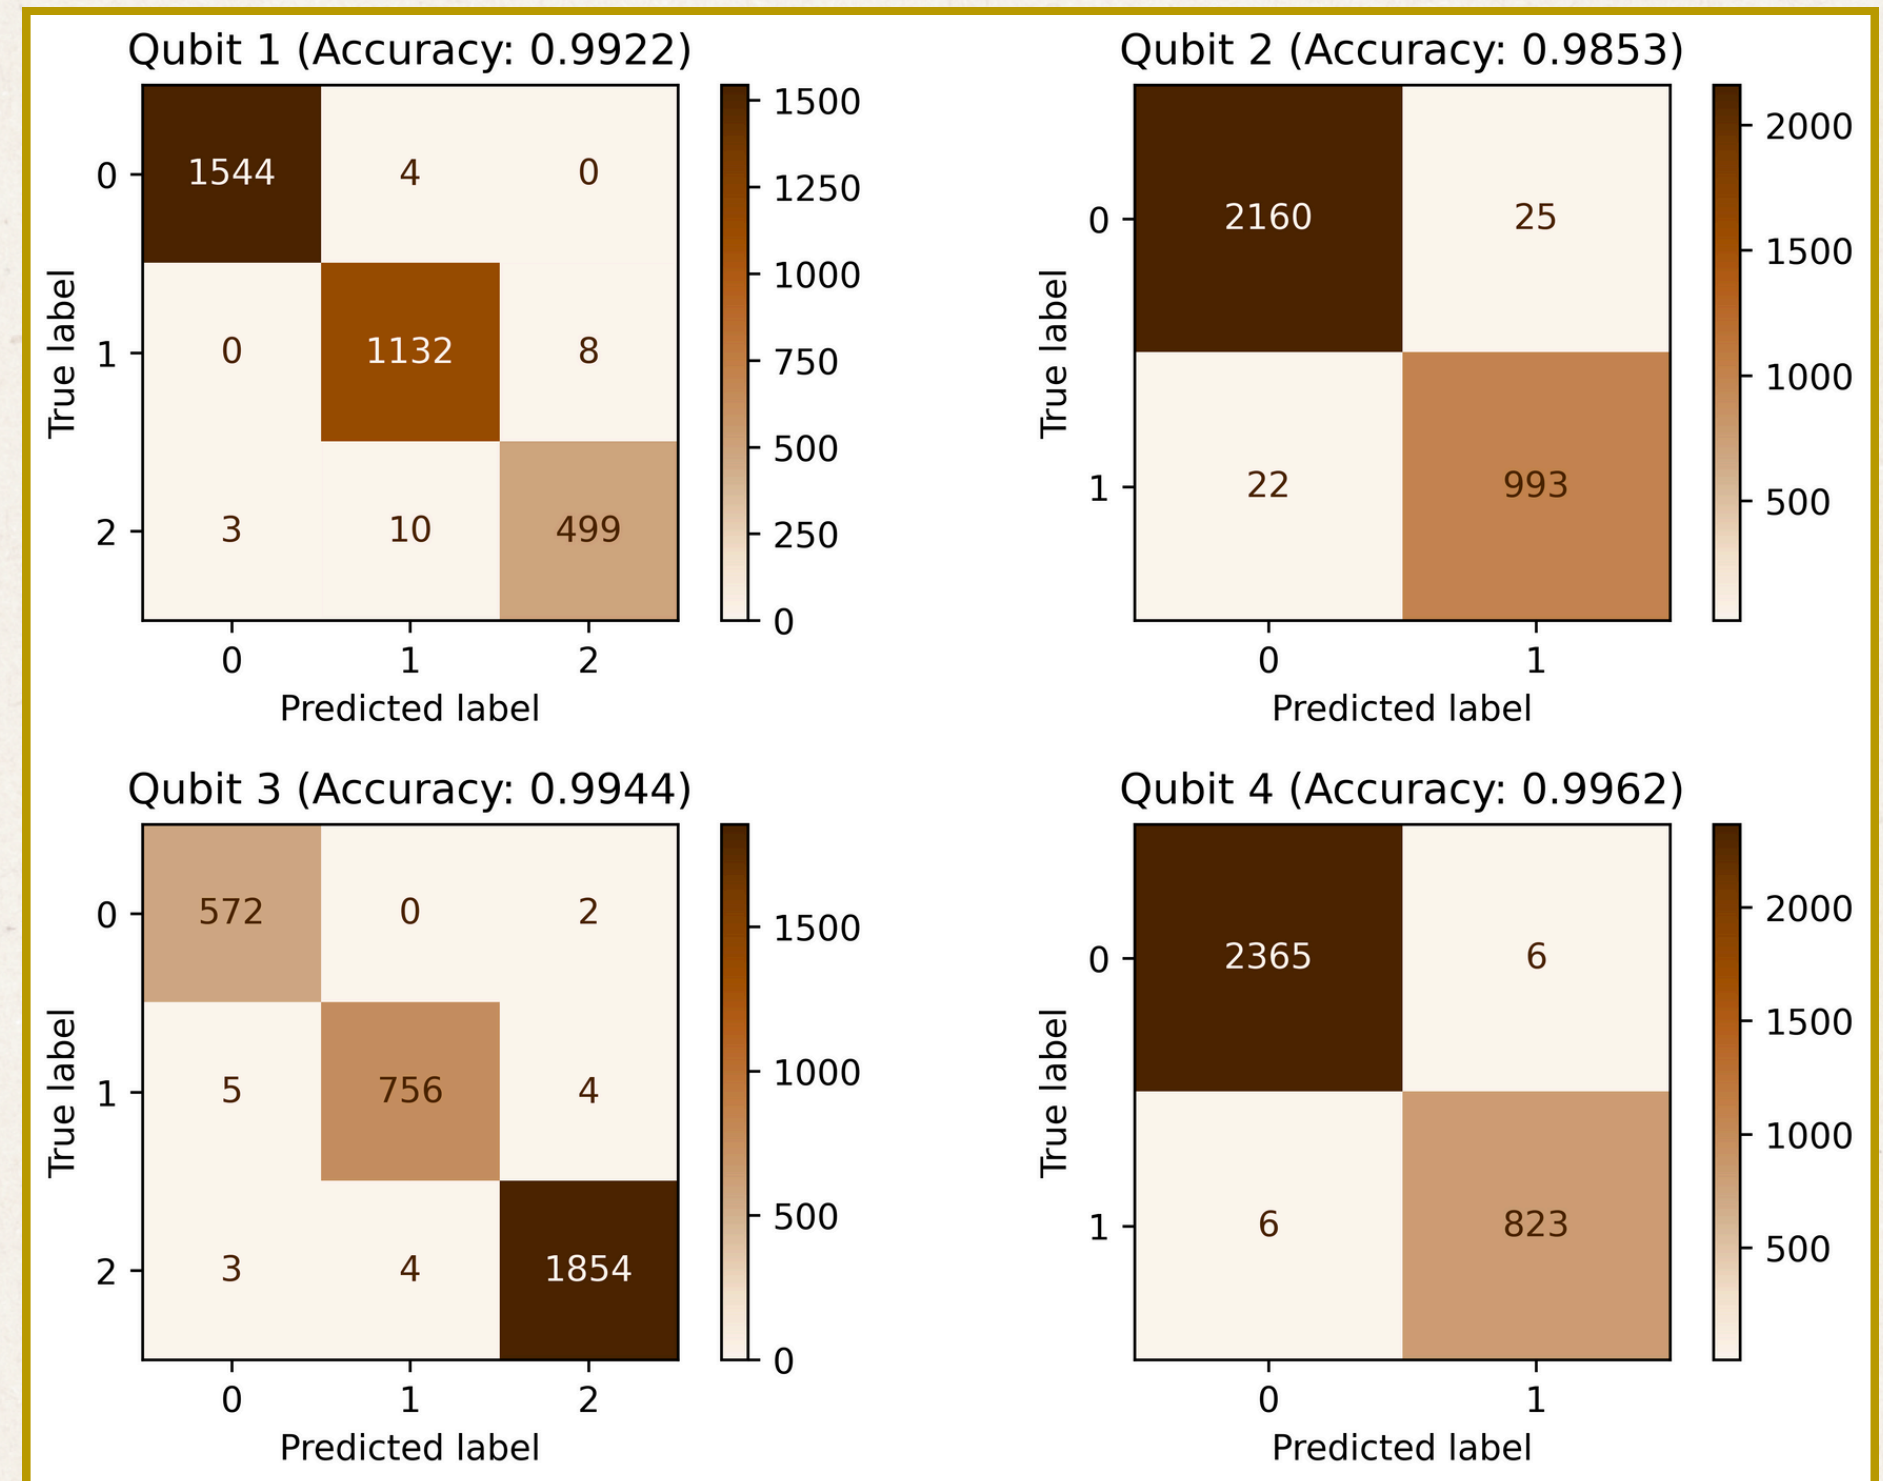 Qubit 1 (Accuracy: 0.9922)
True label
0
1
2
1544 4 0
0 1132 8
3 10 499
0 1 2
Predicted label
1500
1250
1000
750
500
250
0
Qubit 2 (Accuracy: 0.9853)
True label
0
1
2160 25
22 993
0 1
Predicted label
2000
1500
1000
500
Qubit 3 (Accuracy: 0.9944)
True label
0
1
2
572 0 2
5 756 4
3 4 1854
0 1 2
Predicted label
1500
1000
500
0
Qubit 4 (Accuracy: 0.9962)
True label
0
1
2365 6
6 823
0 1
Predicted label
2000
1500
1000
500